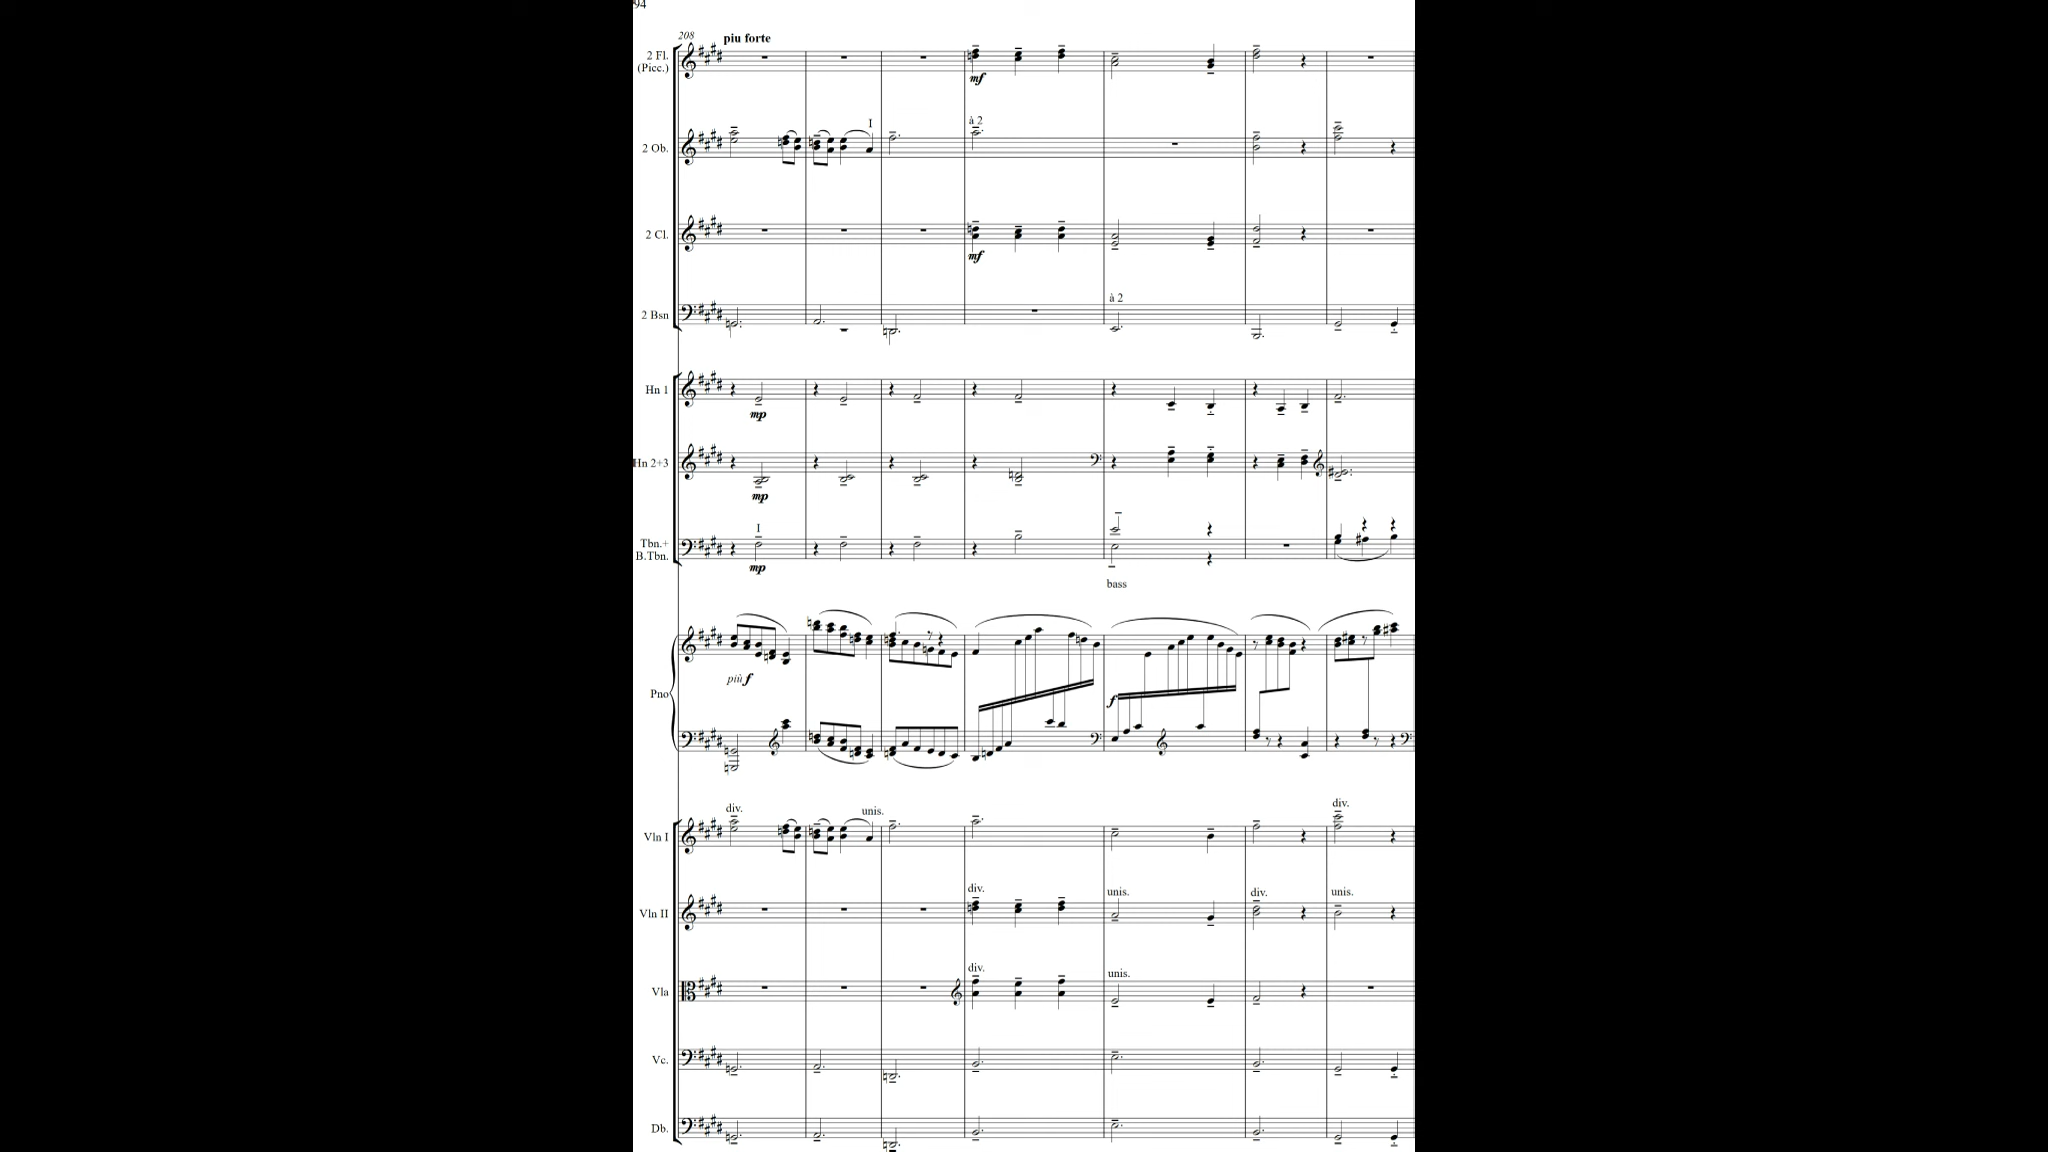 94
208 piu forte
2 Fl.
(Picc.)
mf
I à 2
2 Ob.
2 Cl.
mf
à 2
2 Bsn
Hn 1
mp
Hn 2+3
mp
I
Tbn.+
B.Tbn.
mp
bass
più f
f
Pno
div. unis. div.
Vln I
div. unis. div. unis.
Vln II
div. unis.
Vla
Vc.
Db.